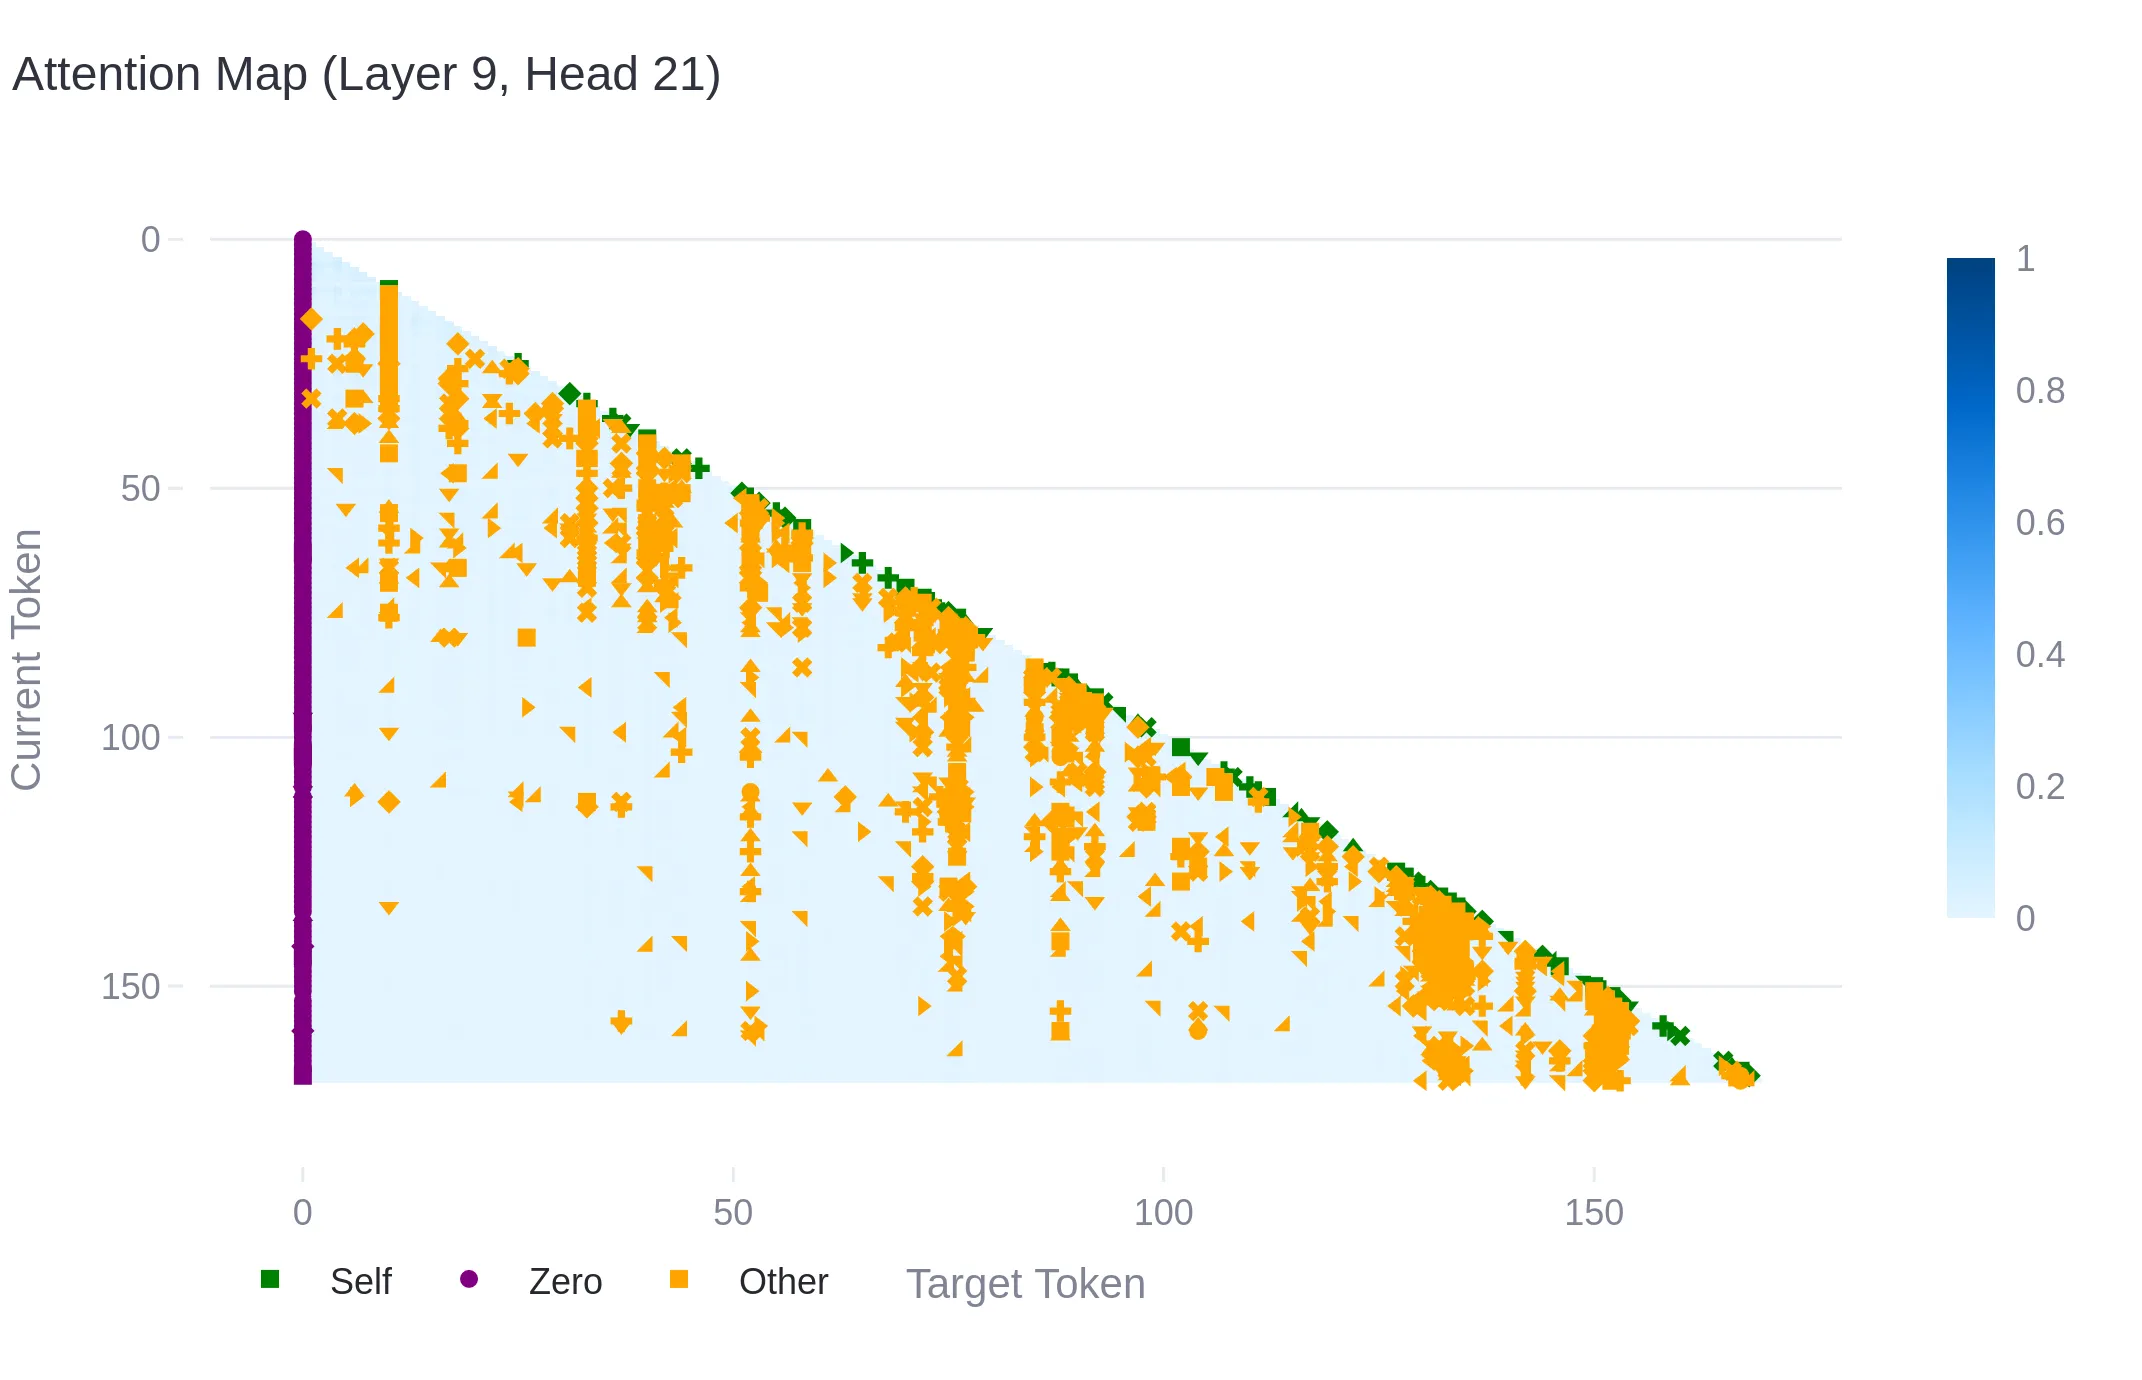 Attention Map (Layer 9, Head 21)
0
50
100
150
Current Token
1
0.8
0.6
0.4
0.2
0
0 50 100 150
Self Zero Other Target Token